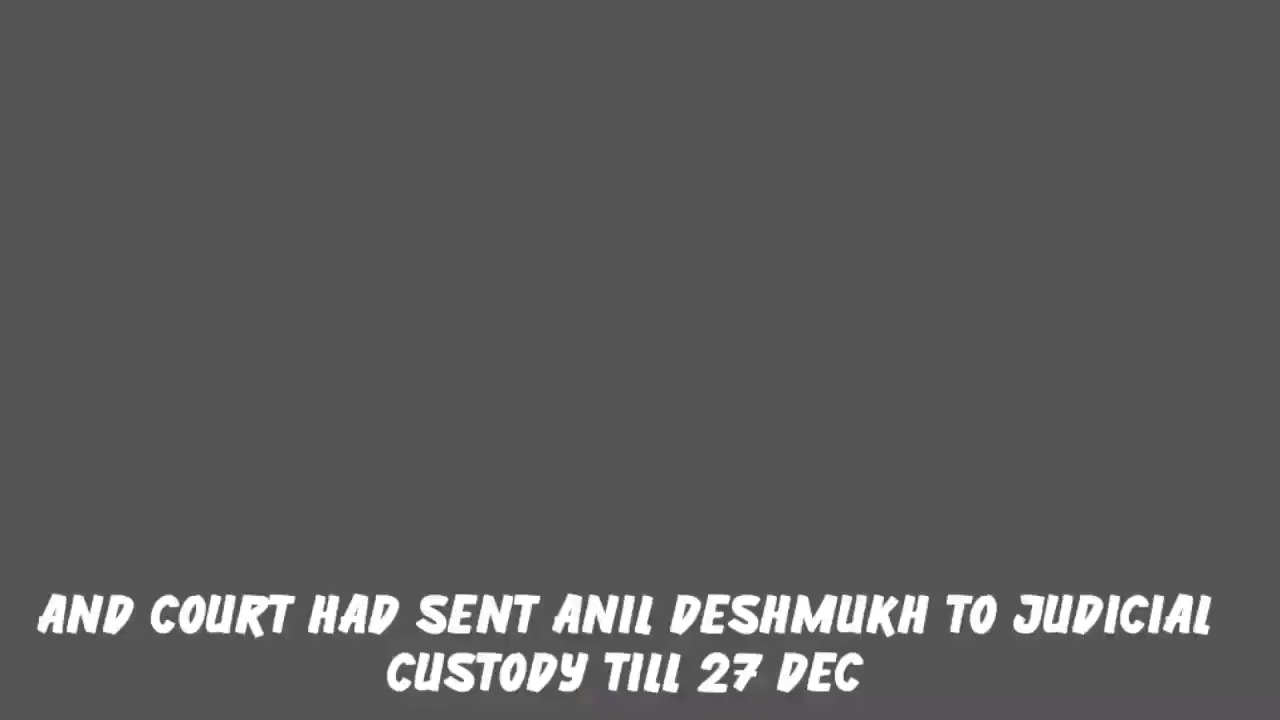 AND COURT HAD SENT ANIL DESHMUKH TO JUDICIAL
CUSTODY TILL 27 DEC